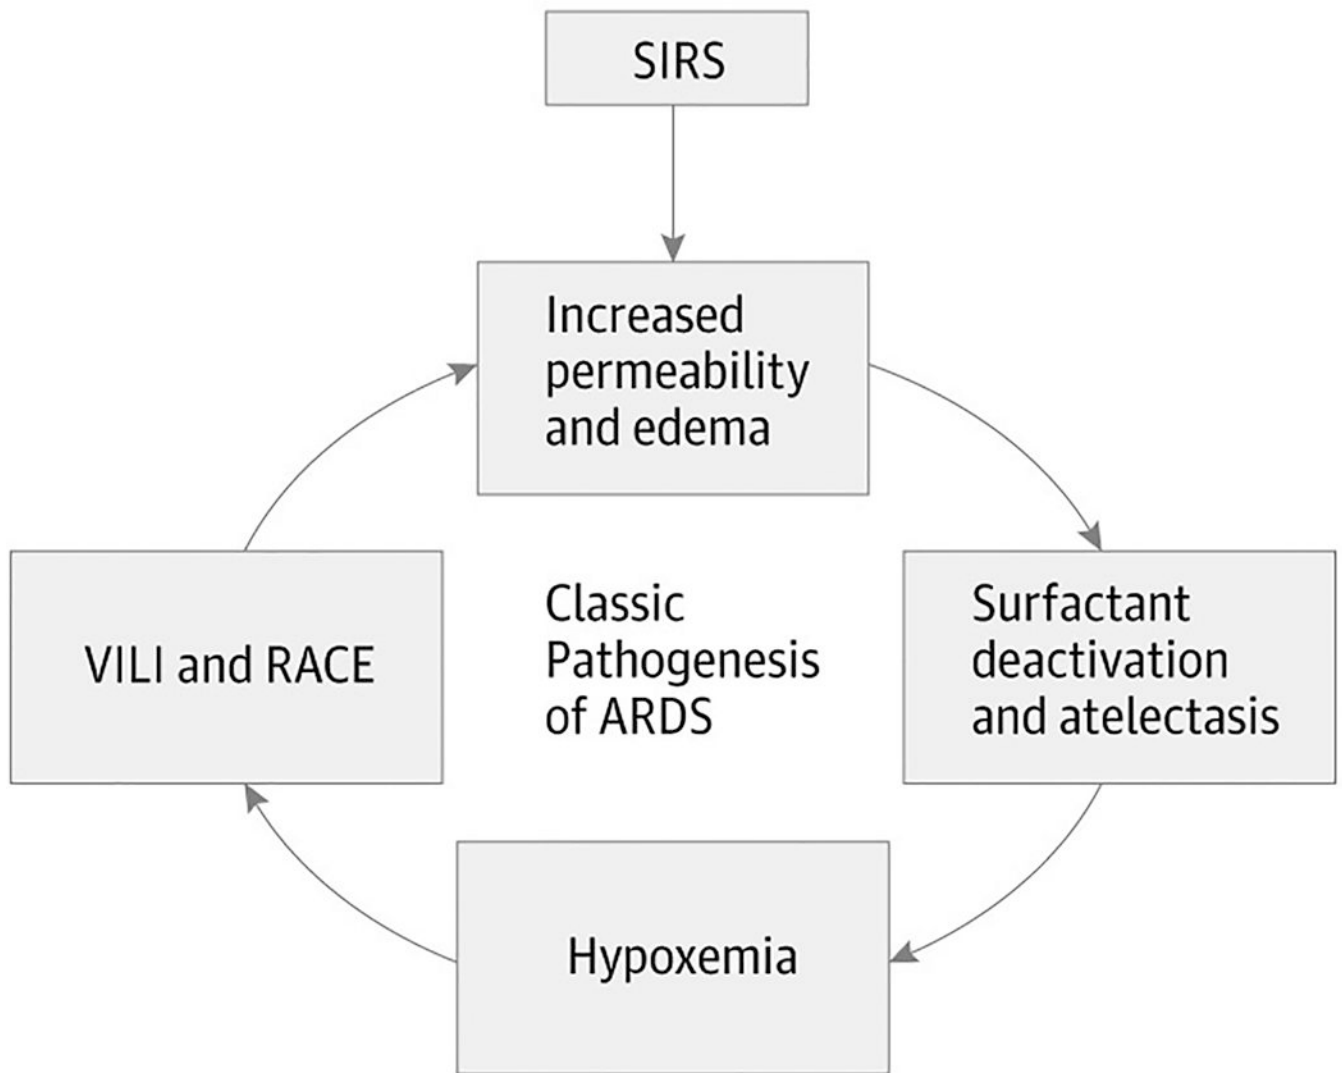 SIRS
Increased
permeability
and edema
VILI and RACE
Classic
Pathogenesis
of ARDS
Surfactant
deactivation
and atelectasis
Hypoxemia